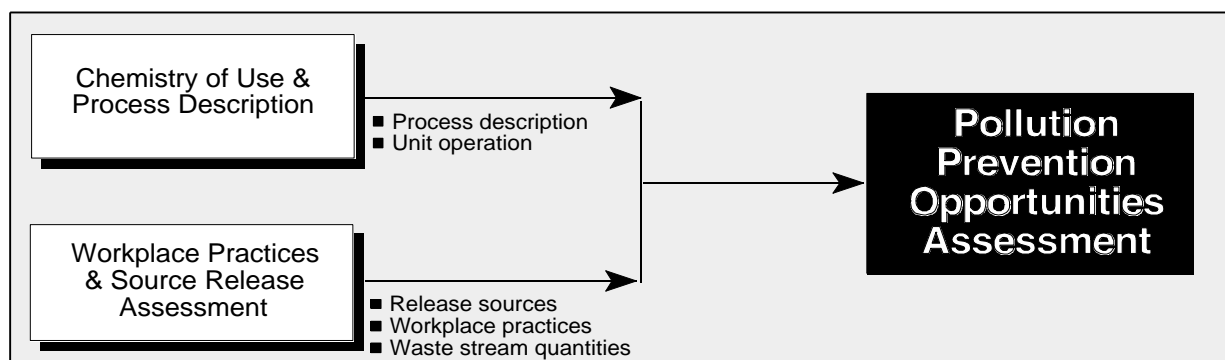 Chemistry of Use &
Process Description
■ Process description
■ Unit operation
Workplace Practices
& Source Release
Assessment
■ Release sources
■ Workplace practices
■ Waste stream quantities
Pollution
Prevention
Opportunities
Assessment